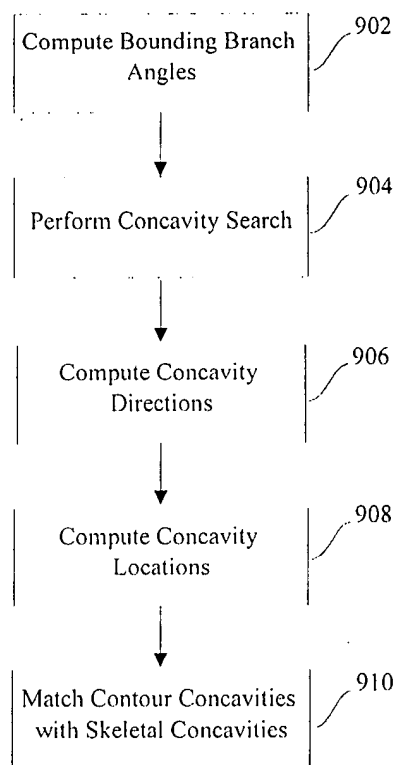 902
Compute Bounding Branch
Angles
904
Perform Concavity Search
906
Compute Concavity
Directions
908
Compute Concavity
Locations
910
Match Contour Concavities
with Skeletal Concavities